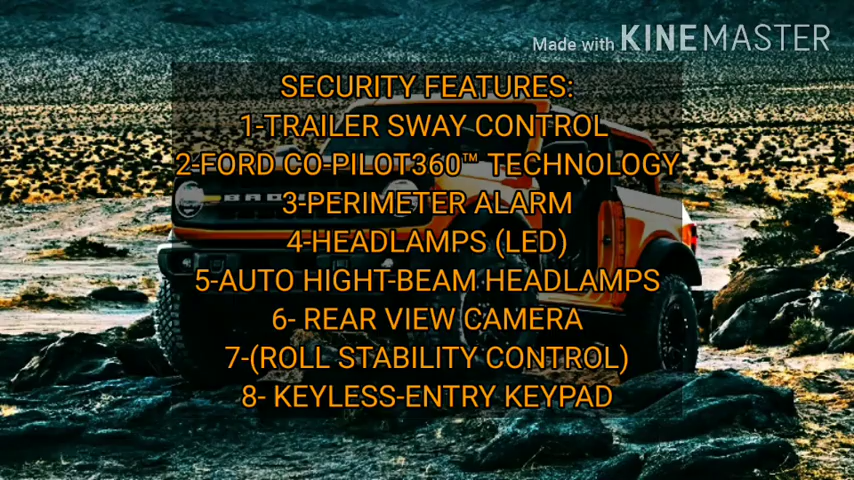 Made with KINEMASTER
SECURITY FEATURES:
1-TRAILER SWAY CONTROL
2-FORD CO-PILOT360™ TECHNOLOGY
3-PERIMETER ALARM
4-HEADLAMPS (LED)
5-AUTO HIGHT-BEAM HEADLAMPS
6- REAR VIEW CAMERA
7-(ROLL STABILITY CONTROL)
8- KEYLESS-ENTRY KEYPAD